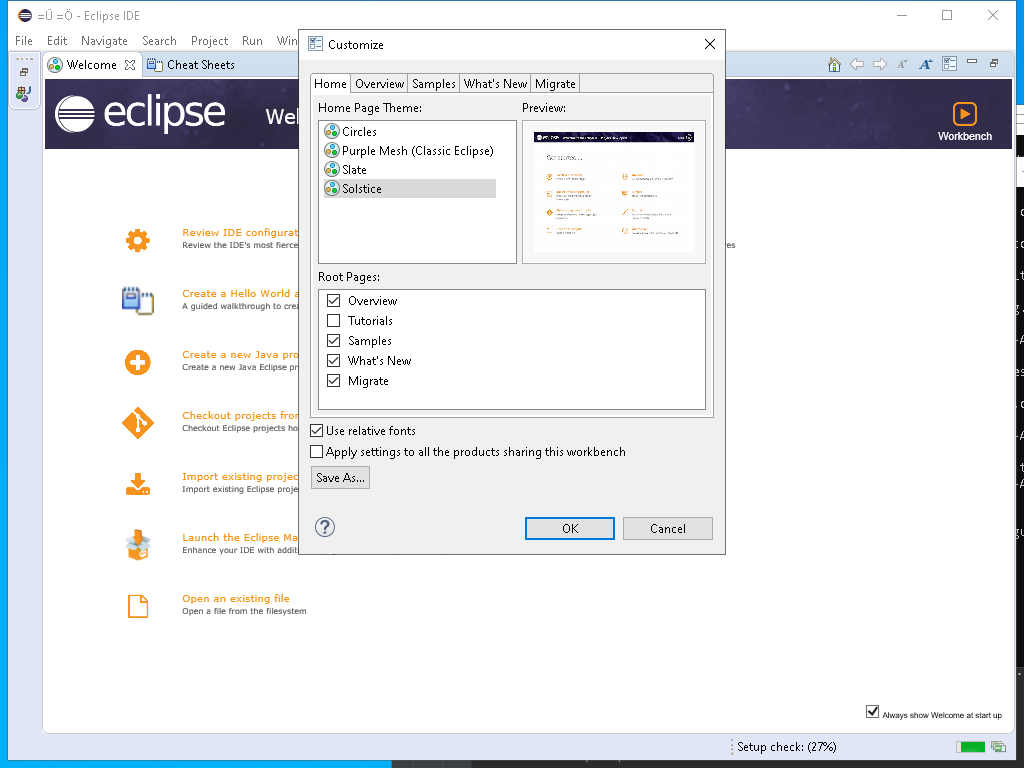 =Ü =Ö - Eclipse IDE
File Edit Navigate Search Project Run Win
Welcome Cheat Sheets
eclipse Wel
Workbench
Review IDE configurat
Review the IDE's most fierce
Create a Hello World a
A guided walkthrough to crea
Create a new Java pro
Create a new Java Eclipse pr
Checkout projects from
Checkout Eclipse projects ho
Import existing project
Import existing Eclipse proje
Launch the Eclipse Ma
Enhance your IDE with additi
Open an existing file
Open a file from the filesystem
Customize
Home Overview Samples What's New Migrate
Home Page Theme: Preview:
Circles
Purple Mesh (Classic Eclipse)
Slate
Solstice
Root Pages:
Overview
Tutorials
Samples
What's New
Migrate
Use relative fonts
Apply settings to all the products sharing this workbench
Save As...
OK Cancel
Always show Welcome at start up
Setup check: (27%)